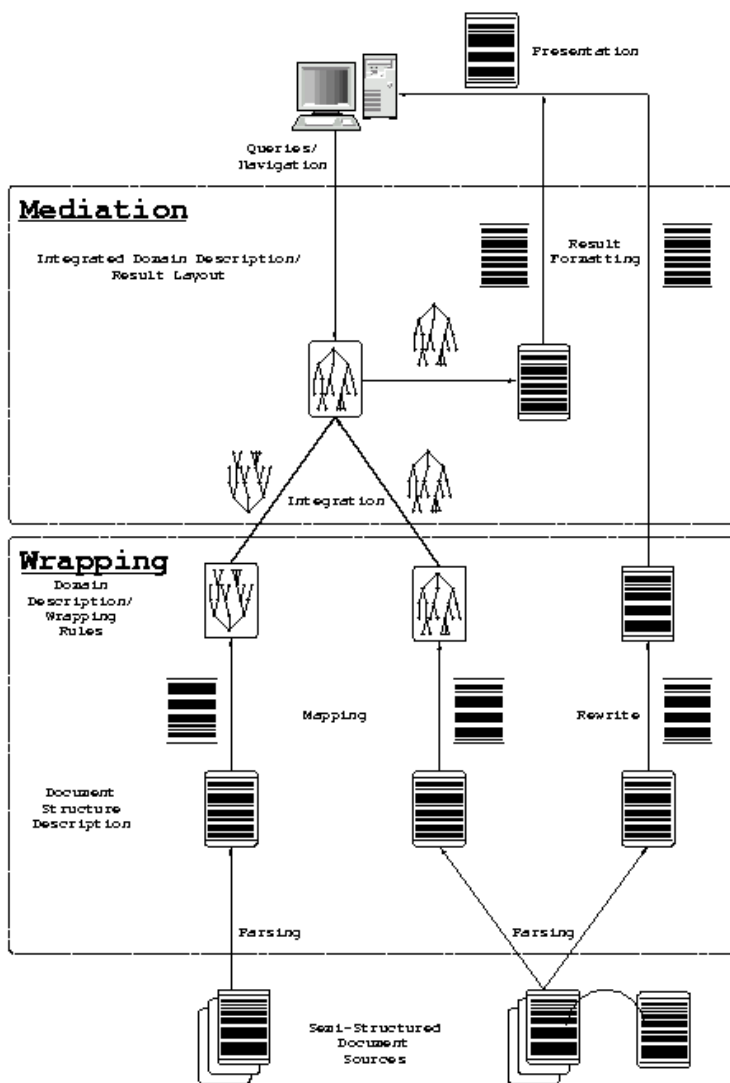 Presentation
Queries/
Navigation
Mediation
Integrated Domain Description/
Result Layout
Result
Formatting
Integration
Wrapping
Domain
Description/
Wrapping
Rules
Mapping
Rewrite
Document
Structure
Description
Parsing
Parsing
Semi-Structured
Document
Sources